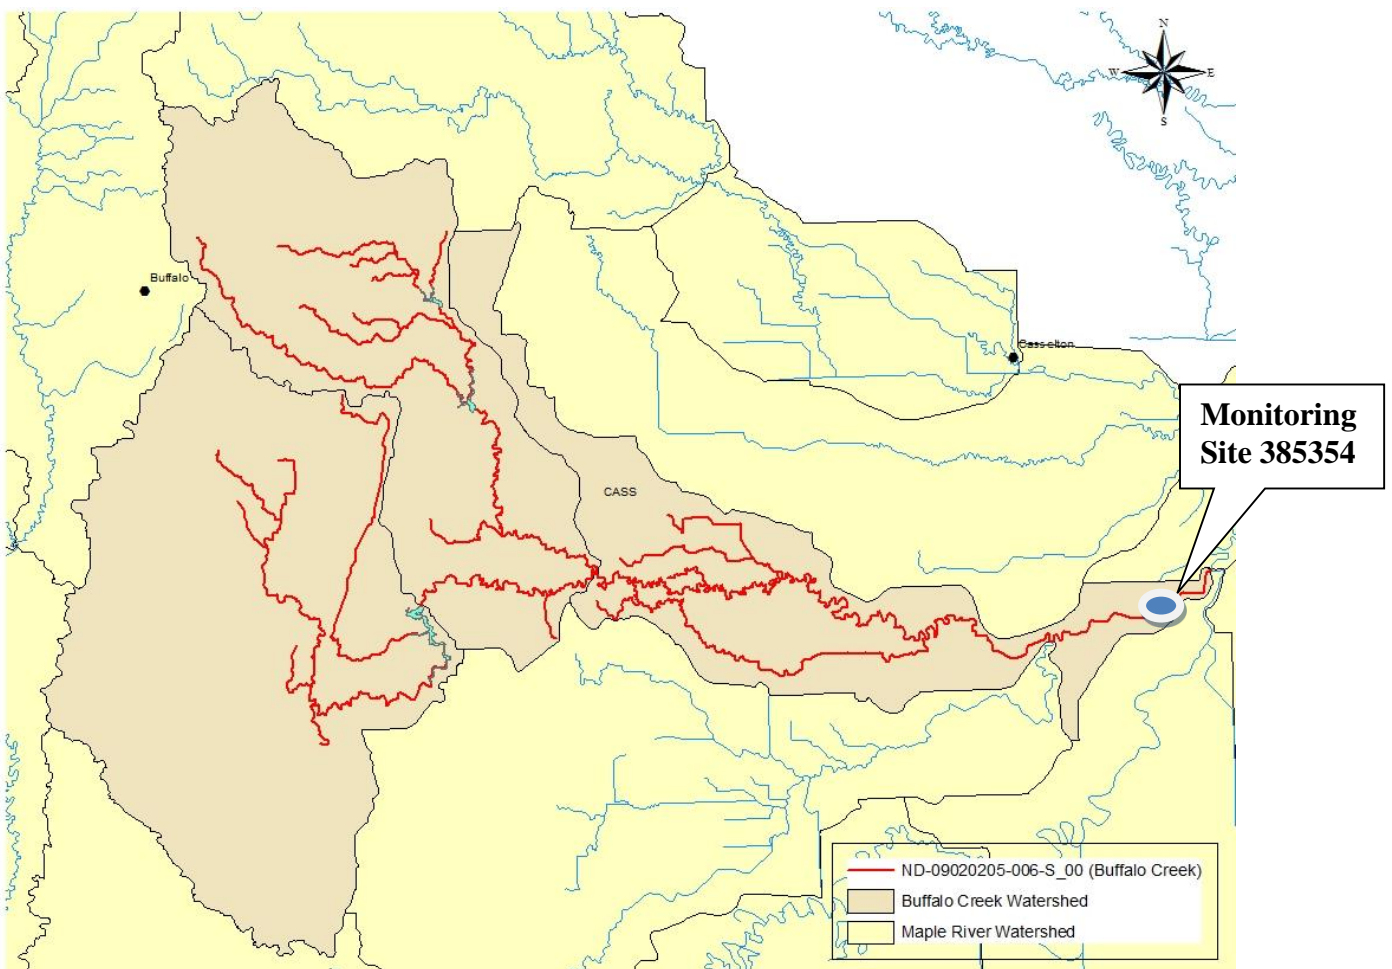 N
W E
S
Buffalo
Casselton
Monitoring
Site 385354
CASS
ND-09020205-006-S_00 (Buffalo Creek)
Buffalo Creek Watershed
Maple River Watershed